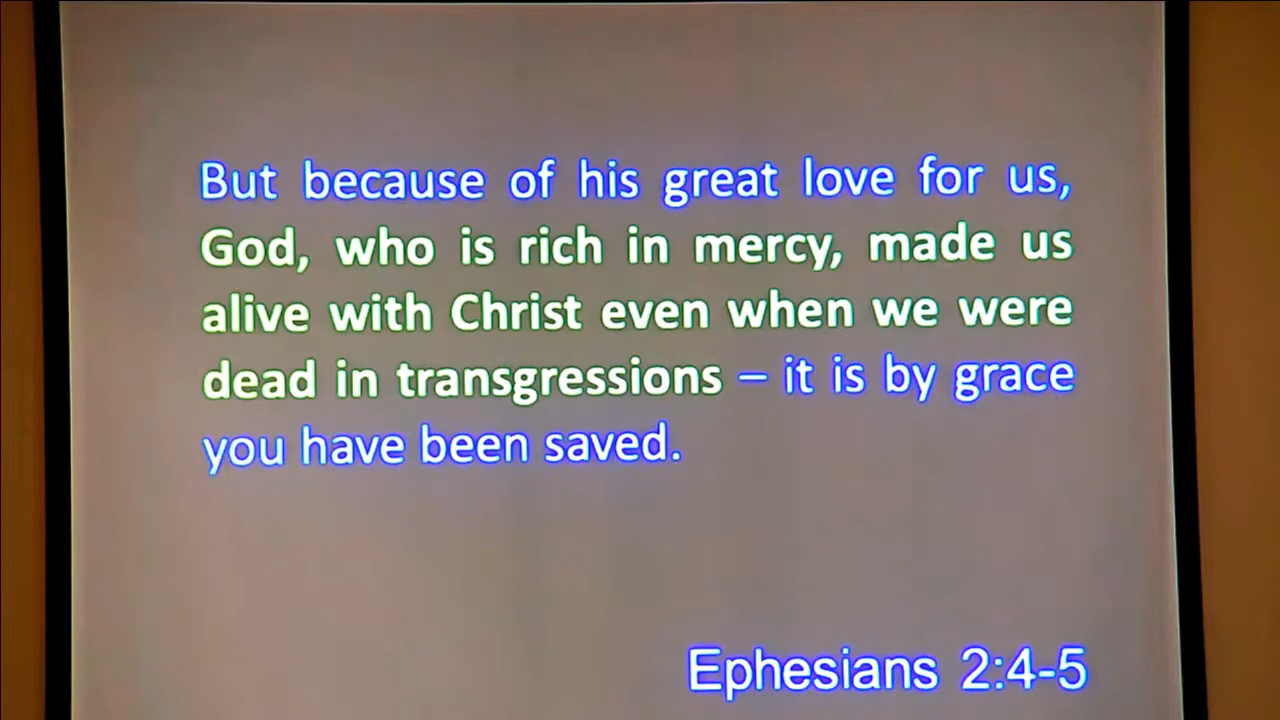 But because of his great love for us,
God, who is rich in mercy, made us
alive with Christ even when we were
dead in transgressions – it is by grace
you have been saved.
Ephesians 2:4-5